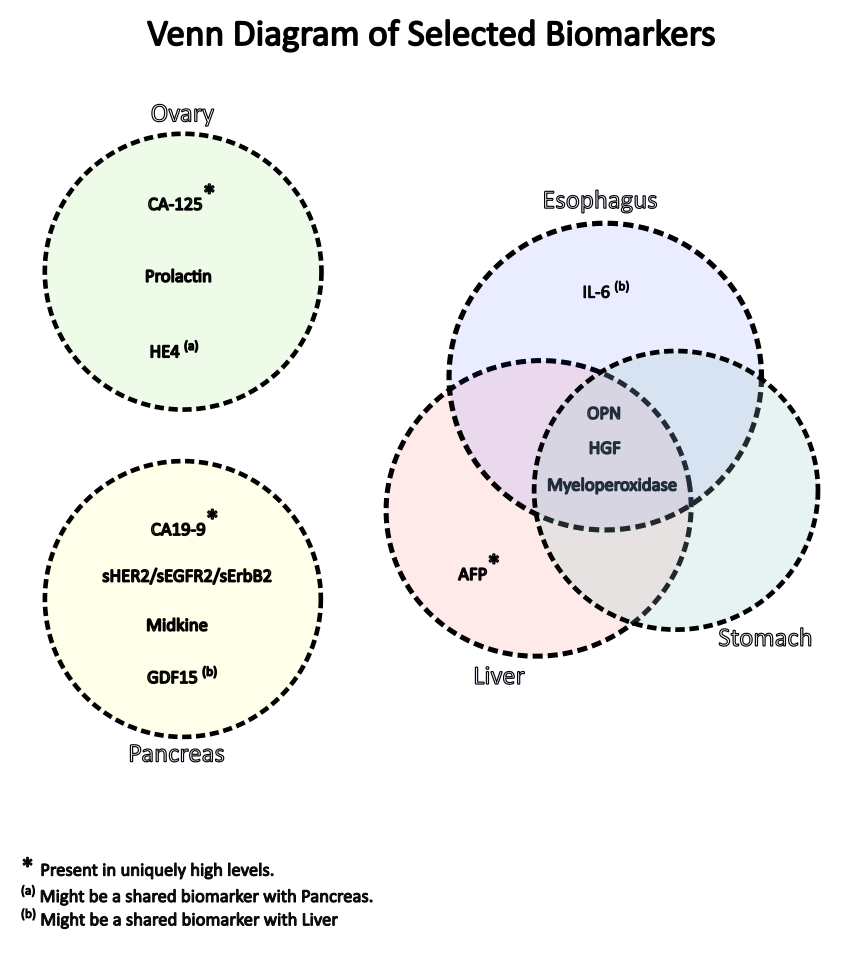 Venn Diagram of Selected Biomarkers
Ovary
CA-125*
Prolactin
HE4 (a)
Esophagus
IL-6 (b)
OPN
HGF
Myeloperoxidase
AFP*
Liver
Stomach
CA19-9*
sHER2/sEGFR2/sErbB2
Midkine
GDF15 (b)
Pancreas
* Present in uniquely high levels.
(a) Might be a shared biomarker with Pancreas.
(b) Might be a shared biomarker with Liver